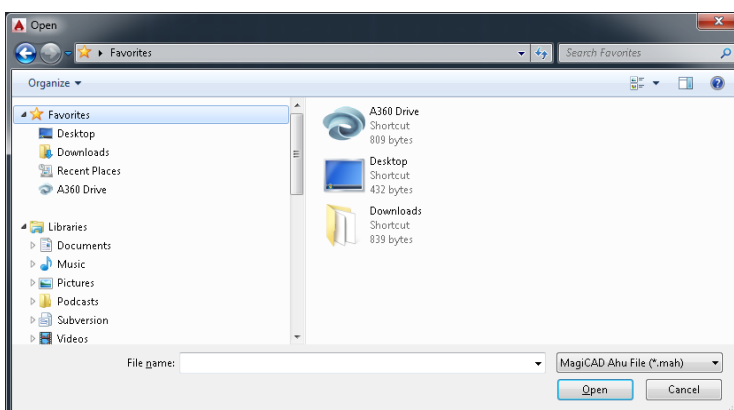 Open
Favorites
Search Favorites
Organize
Favorites
Desktop
Downloads
Recent Places
A360 Drive
Libraries
Documents
Music
Pictures
Podcasts
Subversion
Videos
A360 Drive
Shortcut
809 bytes
Desktop
Shortcut
432 bytes
Downloads
Shortcut
839 bytes
File name:
MagiCAD Ahu File (*.mah)
Open
Cancel